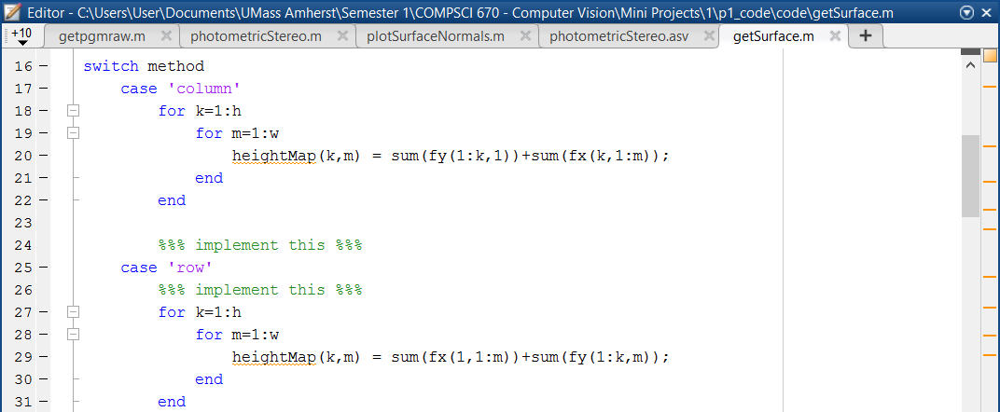 Editor - C:\Users\User\Documents\UMass Amherst\Semester 1\COMPSCI 670 - Computer Vision\Mini Projects\1\p1_code\code\getSurface.m
+10 getpgmraw.m photometricStereo.m plotSurfaceNormals.m photometricStereo.asv getSurface.m +
16 - switch method
17 - case 'column'
18 - for k=1:h
19 - for m=1:w
20 - heightMap(k,m) = sum(fy(1:k,1))+sum(fx(k,1:m));
21 - end
22 - end
23
24 %%% implement this %%%
25 - case 'row'
26 %%% implement this %%%
27 - for k=1:h
28 - for m=1:w
29 - heightMap(k,m) = sum(fx(1,1:m))+sum(fy(1:k,m));
30 - end
31 - end